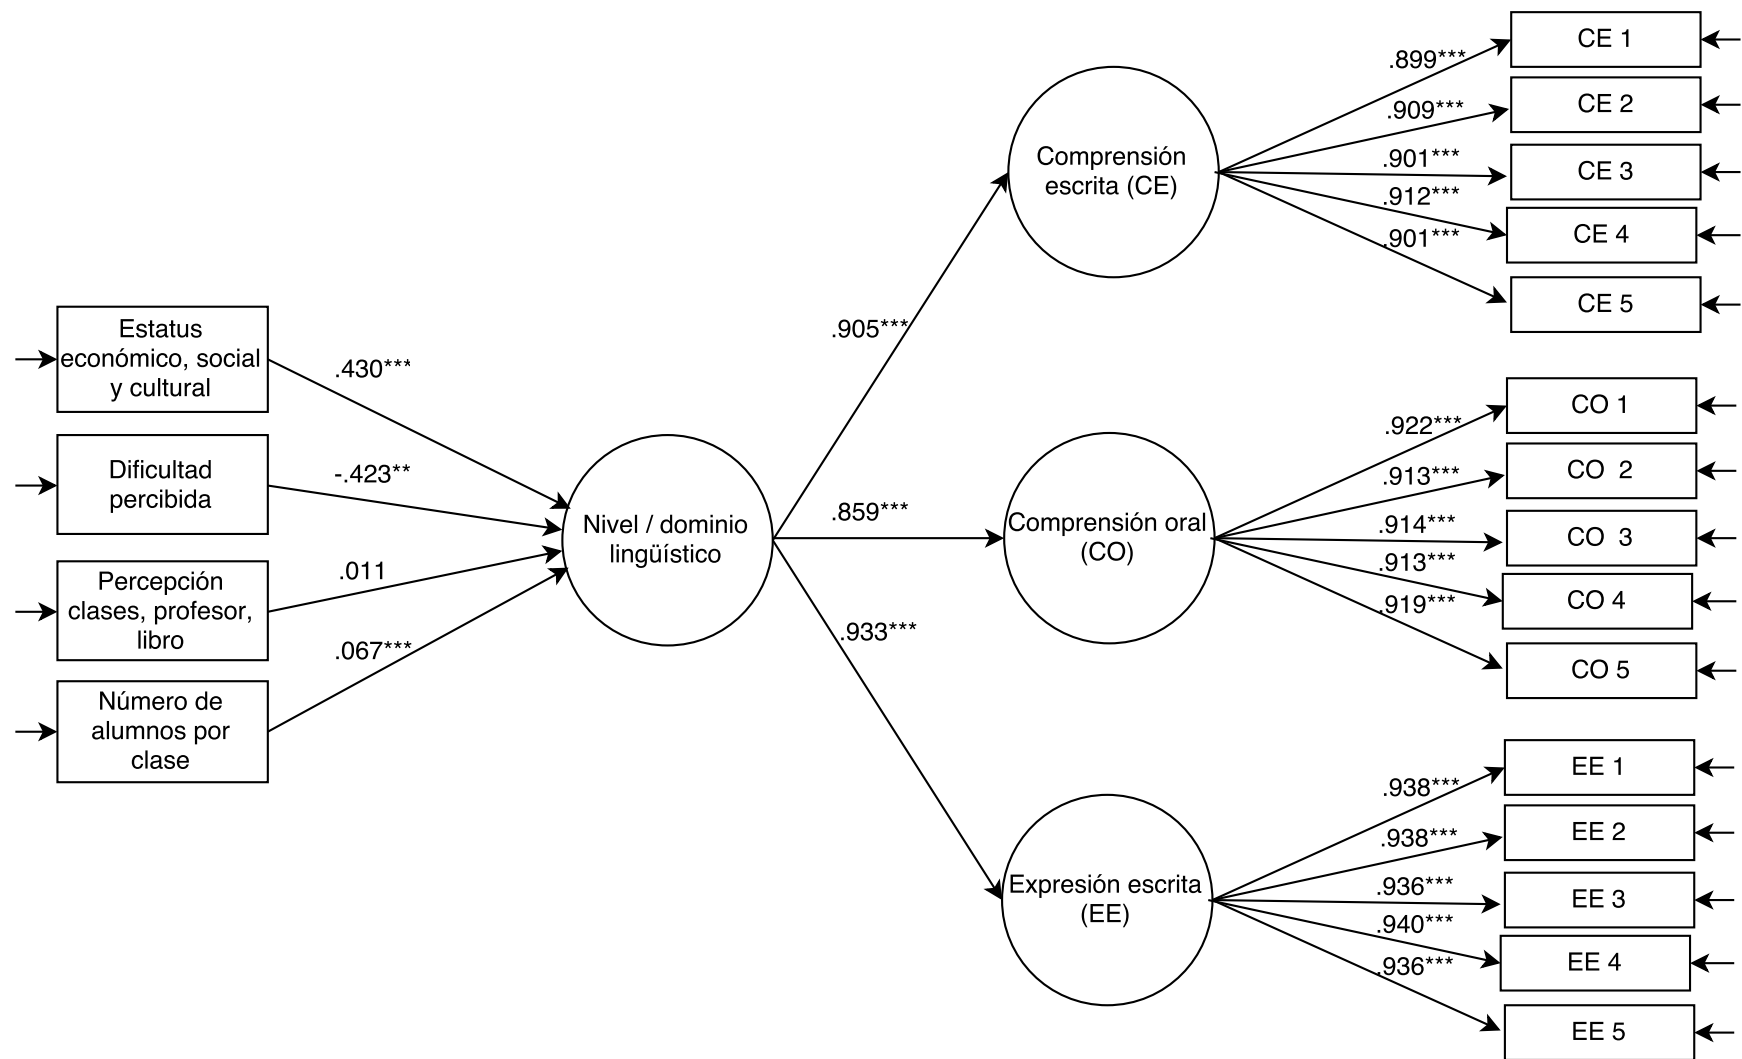 Estatus
económico, social
y cultural
Dificultad
percibida
Percepción
clases, profesor,
libro
Número de
alumnos por
clase
.430***
-.423**
.011
.067***
Nivel / dominio
lingüístico
.905***
.859***
.933***
Comprensión
escrita (CE)
.899***
.909***
.901***
.912***
.901***
CE 1
CE 2
CE 3
CE 4
CE 5
Comprensión oral
(CO)
.922***
.913***
.914***
.913***
.919***
CO 1
CO 2
CO 3
CO 4
CO 5
Expresión escrita
(EE)
.938***
.938***
.936***
.940***
.936***
EE 1
EE 2
EE 3
EE 4
EE 5